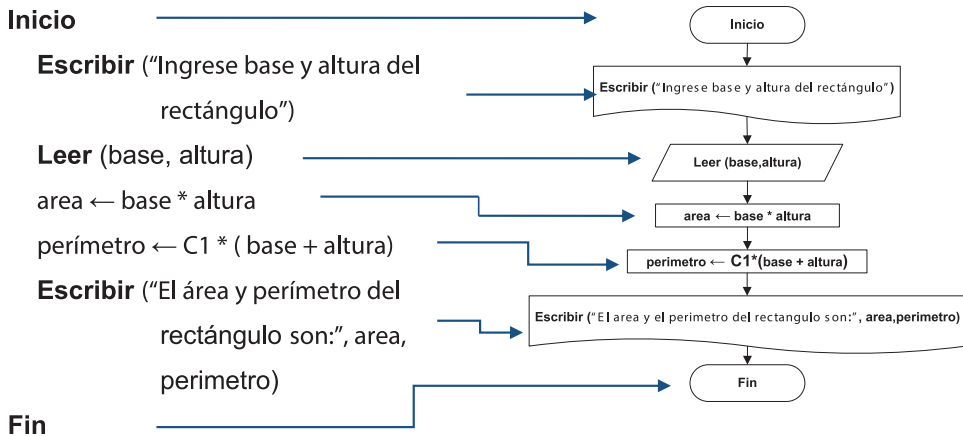 Inicio
Escribir (“Ingrese base y altura del
rectángulo”)
Leer (base, altura)
area ← base * altura
perímetro ← C1 * ( base + altura)
Escribir (“El área y perímetro del
rectángulo son:”, area,
perimetro)
Fin
Inicio
Escribir (“Ingrese base y altura del rectángulo”)
Leer (base,altura)
area ← base * altura
perimetro ← C1*(base + altura)
Escribir (“El area y el perimetro del rectangulo son:”, area,perimetro)
Fin